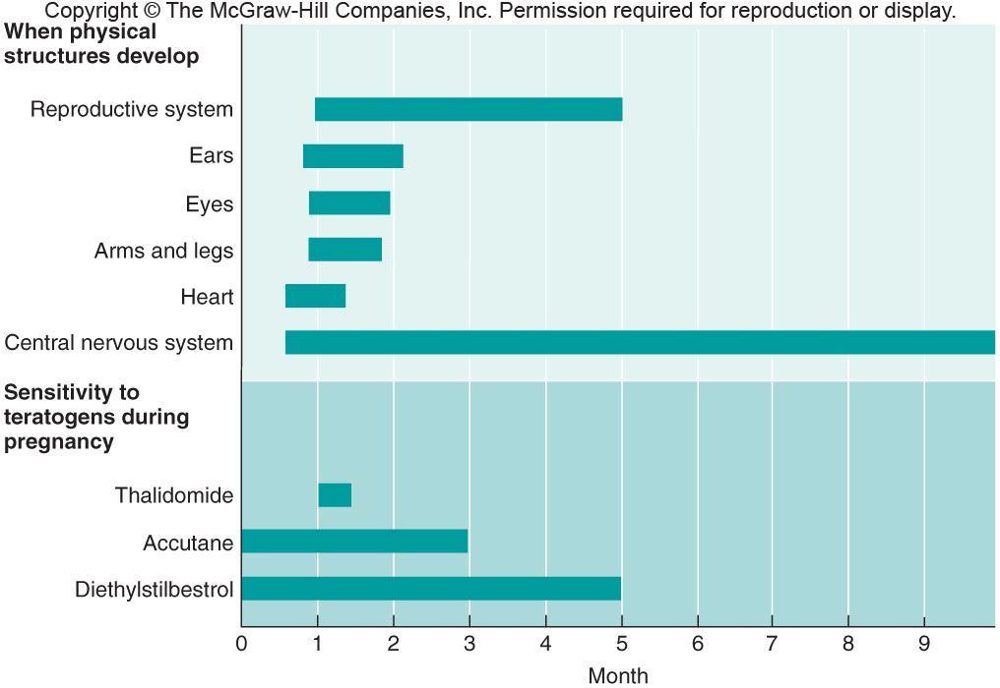 Copyright © The McGraw-Hill Companies, Inc. Permission required for reproduction or display.
When physical
structures develop
Reproductive system
Ears
Eyes
Arms and legs
Heart
Central nervous system
Sensitivity to
teratogens during
pregnancy
Thalidomide
Accutane
Diethylstilbestrol
0 1 2 3 4 5 6 7 8 9
Month